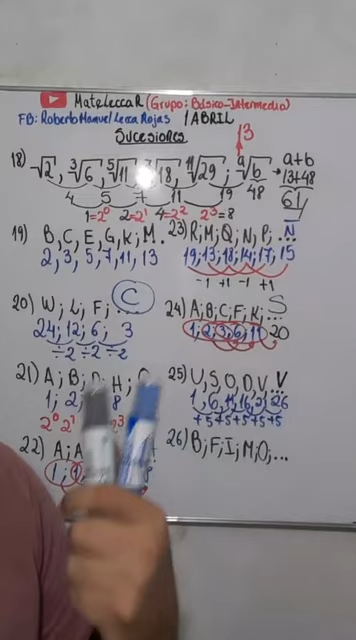 MateLeccaR (Grupo: Básico-Intermedio)
FB: Roberto Manuel Lecca Rojas 1 ABRIL
Sucesiones
13
18) √2, ³√6, ⁵√11, ⁷√18, ¹¹√29; ᵃ√b → a+b
13+48
4 5 7 11 19 48
61
1=2⁰ 2=2¹ 4=2² 2³=8
19) B, C, E, G, K; M.
2, 3, 5, 7, 11, 13
23) R; M; Q; N; P; ... N
19, 13, 18, 14, 17, 15
-1 +1 -1 +1
20) W; L; F; ... C
24; 12; 6; 3
÷2 ÷2 ÷2
24) A; B; C; F; K; ... S
1; 2; 3; 6; 11 20
21) A; B; D; H;
1; 2; 8
2⁰ 2¹
25) U, S, O, D, V, ... V
1, 6, 11, 16, 21, 26
+5 +5 +5 +5 +5
22) A; A
1; 1;
26) B; F; I; M; O; ...